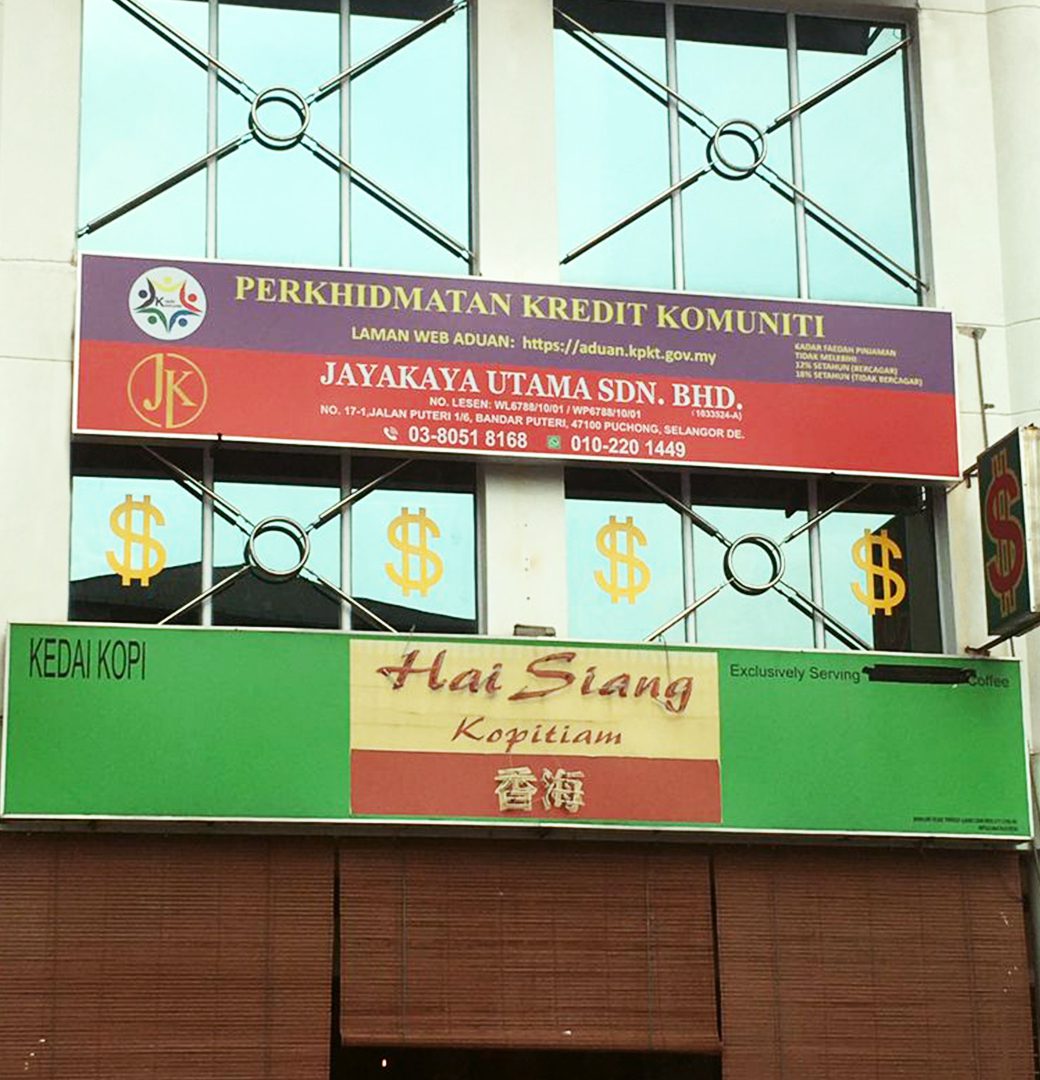 PERKHIDMATAN KREDIT KOMUNITI
LAMAN WEB ADUAN: https://aduan.kpkt.gov.my
KADAR FAEDAH PINJAMAN
TIDAK MELEBIHI
12% SETAHUN (BERCAGAR)
18% SETAHUN (TIDAK BERCAGAR)
JK
JAYAKAYA UTAMA SDN. BHD.
(1033524-A)
NO. LESEN: WL6788/10/01 / WP6788/10/01
NO. 17-1,JALAN PUTERI 1/6, BANDAR PUTERI, 47100 PUCHONG, SELANGOR DE.
03-8051 8168 010-220 1449
$ $ $ $
$
KEDAI KOPI
Hai Siang
Kopitiam
香海
Exclusively Serving Coffee